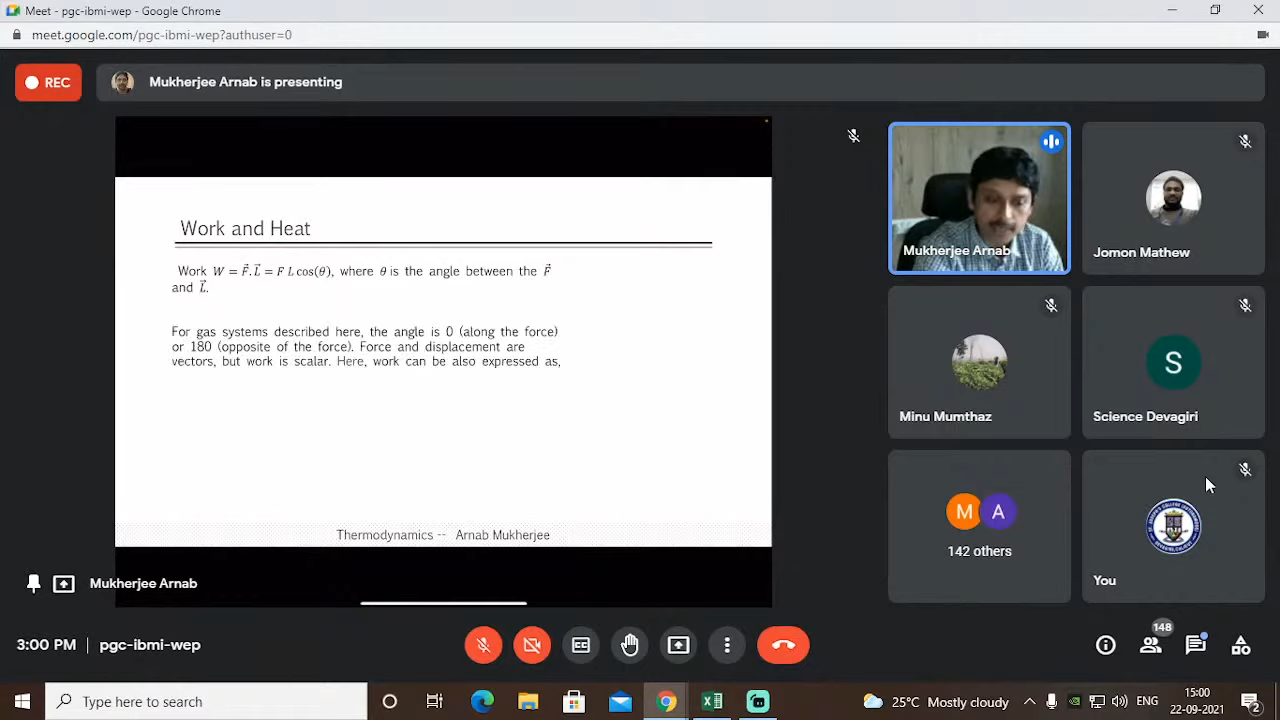 Meet - pgc-ibmi-wep - Google Chrome
meet.google.com/pgc-ibmi-wep?authuser=0
REC
Mukherjee Arnab is presenting
Work and Heat
Work W = F⃗.L⃗ = F L cos(θ), where θ is the angle between the F⃗
and L⃗.
For gas systems described here, the angle is 0 (along the force)
or 180 (opposite of the force). Force and displacement are
vectors, but work is scalar. Here, work can be also expressed as,
Thermodynamics -- Arnab Mukherjee
Mukherjee Arnab
Mukherjee Arnab
Jomon Mathew
Minu Mumthaz
S
Science Devagiri
M A
142 others
You
3:00 PM | pgc-ibmi-wep
148
Type here to search
25°C Mostly cloudy
ENG
15:00
22-09-2021
2